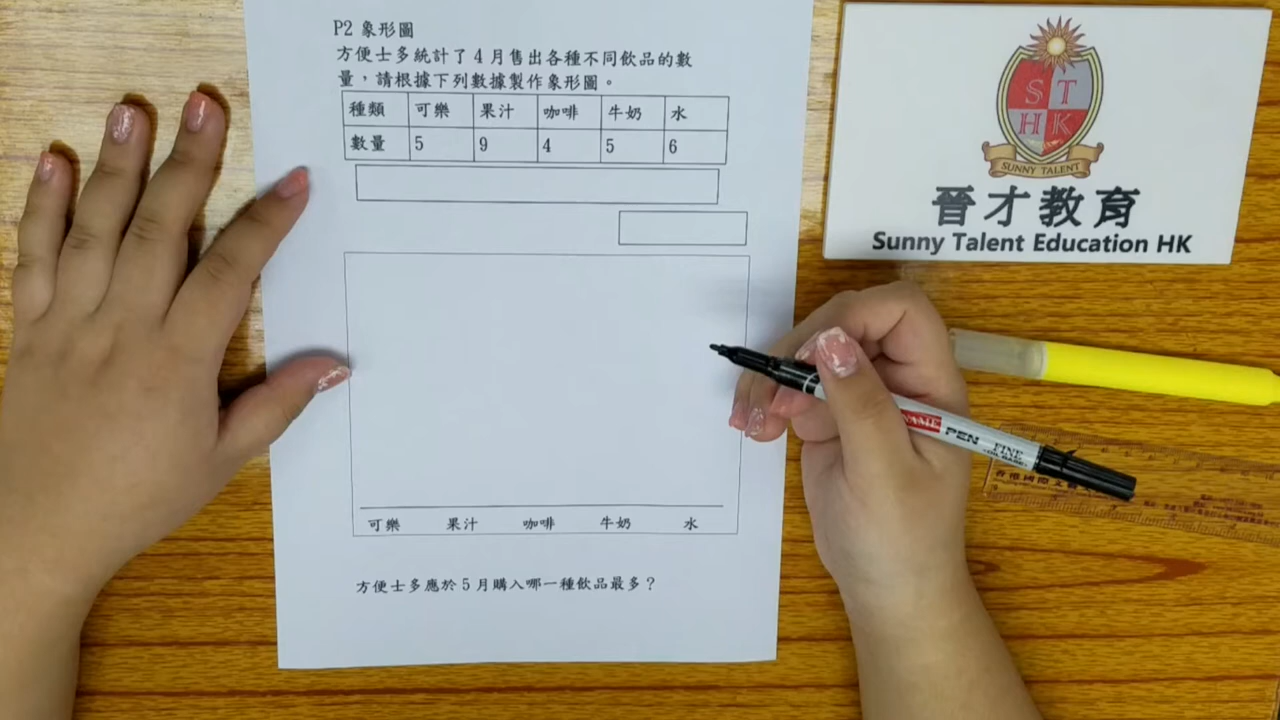 P2 象形圖
方便士多統計了 4 月售出各種不同飲品的數
量，請根據下列數據製作象形圖。
種類 可樂 果汁 咖啡 牛奶 水
數量 5 9 4 5 6
可樂 果汁 咖啡 牛奶 水
方便士多應於 5 月購入哪一種飲品最多？
ST
HK
SUNNY TALENT
晉才教育
Sunny Talent Education HK
NAME PEN FINE